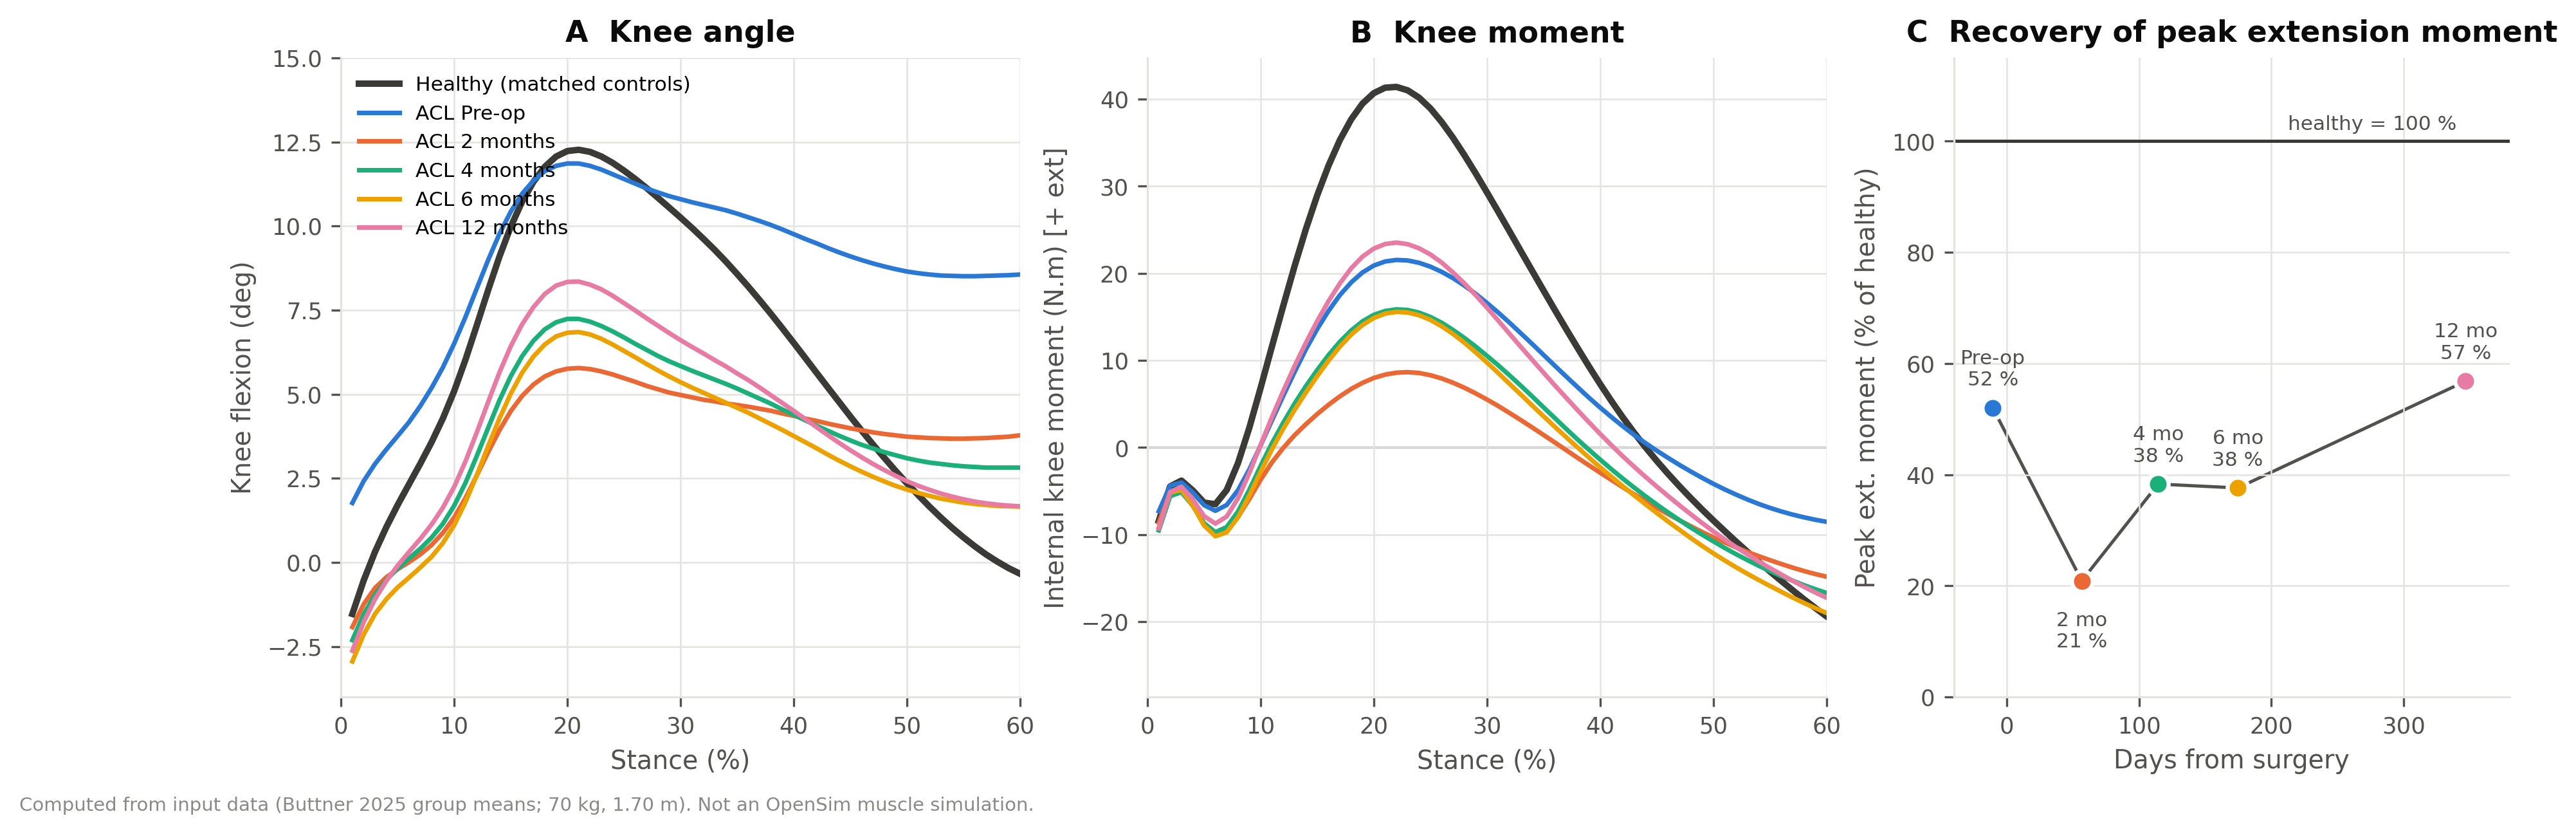 A  Knee angle
15.0
12.5
10.0
7.5
5.0
2.5
0.0
−2.5
Knee flexion (deg)
Healthy (matched controls)
ACL Pre-op
ACL 2 months
ACL 4 months
ACL 6 months
ACL 12 months
0 10 20 30 40 50 60
Stance (%)
B  Knee moment
40
30
20
10
0
−10
−20
Internal knee moment (N.m) [+ ext]
0 10 20 30 40 50 60
Stance (%)
C  Recovery of peak extension moment
100
80
60
40
20
0
Peak ext. moment (% of healthy)
healthy = 100 %
Pre-op
52 %
2 mo
21 %
4 mo
38 %
6 mo
38 %
12 mo
57 %
0 100 200 300
Days from surgery
Computed from input data (Buttner 2025 group means; 70 kg, 1.70 m). Not an OpenSim muscle simulation.